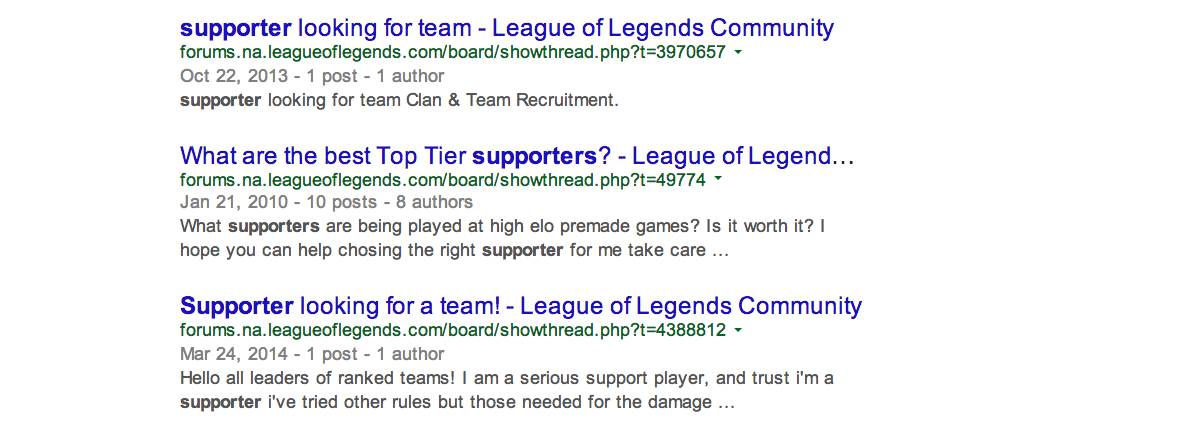 supporter looking for team - League of Legends Community
forums.na.leagueoflegends.com/board/showthread.php?t=3970657
Oct 22, 2013 - 1 post - 1 author
supporter looking for team Clan & Team Recruitment.
What are the best Top Tier supporters? - League of Legend...
forums.na.leagueoflegends.com/board/showthread.php?t=49774
Jan 21, 2010 - 10 posts - 8 authors
What supporters are being played at high elo premade games? Is it worth it? I
hope you can help chosing the right supporter for me take care ...
Supporter looking for a team! - League of Legends Community
forums.na.leagueoflegends.com/board/showthread.php?t=4388812
Mar 24, 2014 - 1 post - 1 author
Hello all leaders of ranked teams! I am a serious support player, and trust i'm a
supporter i've tried other rules but those needed for the damage ...